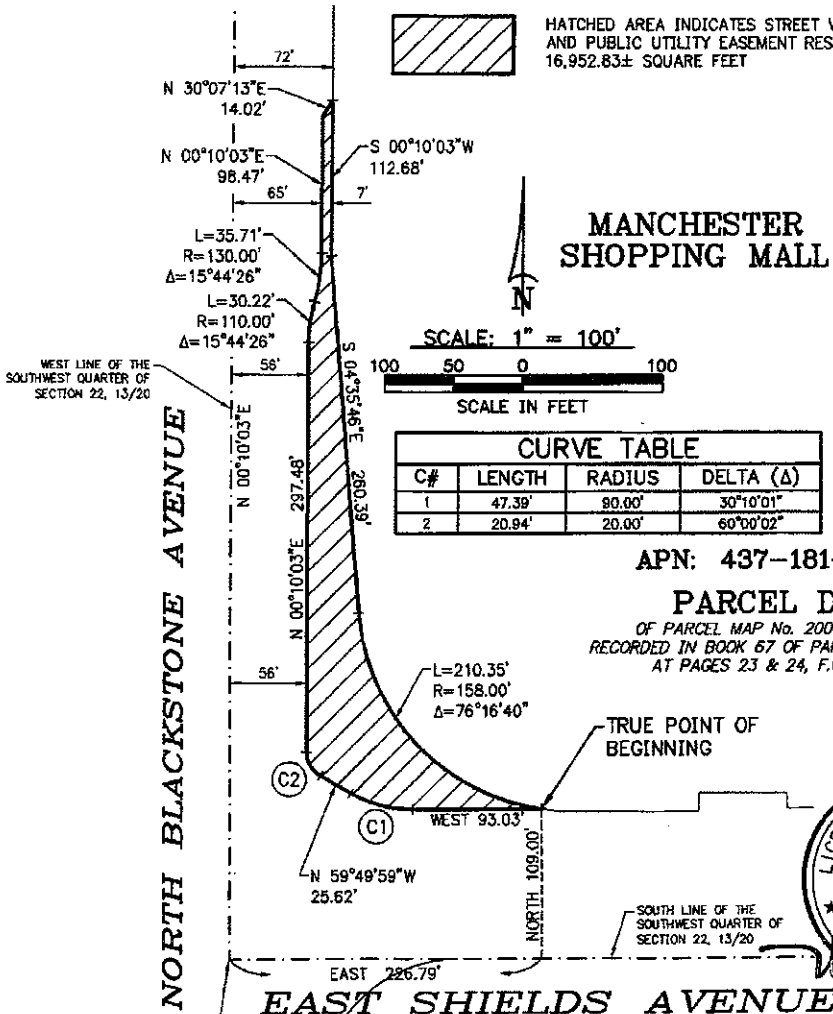 HATCHED AREA INDICATES STREET
AND PUBLIC UTILITY EASEMENT
16,952.83± SQUARE FEET
72'
N 30°07'13"E
14.02'
N 00°10'03"E
98.47'
S 00°10'03"W
112.68'
65'
7'
L=35.71'
R=130.00'
Δ=15°44'26"
L=30.22'
R=110.00'
Δ=15°44'26"
MANCHESTER
SHOPPING MALL
N
SCALE: 1" = 100'
100 50 0 100
SCALE IN FEET
WEST LINE OF THE
SOUTHWEST QUARTER OF
SECTION 22, 13/20
56'
N 00°10'03"E
N 00°10'03"E 297.48'
S 04°35'46"E 260.39'
CURVE TABLE
C# LENGTH RADIUS DELTA (Δ)
1 47.39' 90.00' 30°10'01"
2 20.94' 20.00' 60°00'02"
APN: 437-181-
PARCEL D
OF PARCEL MAP No. 200
RECORDED IN BOOK 67 OF
AT PAGES 23 & 24,
56'
L=210.35'
R=158.00'
Δ=76°16'40"
TRUE POINT OF
BEGINNING
C2
C1
WEST 93.03'
N 59°49'59"W
25.62'
NORTH 109.00'
SOUTH LINE OF THE
SOUTHWEST QUARTER OF
SECTION 22, 13/20
EAST 226.79'
NORTH BLACKSTONE AVENUE
EAST SHIELDS AVENUE